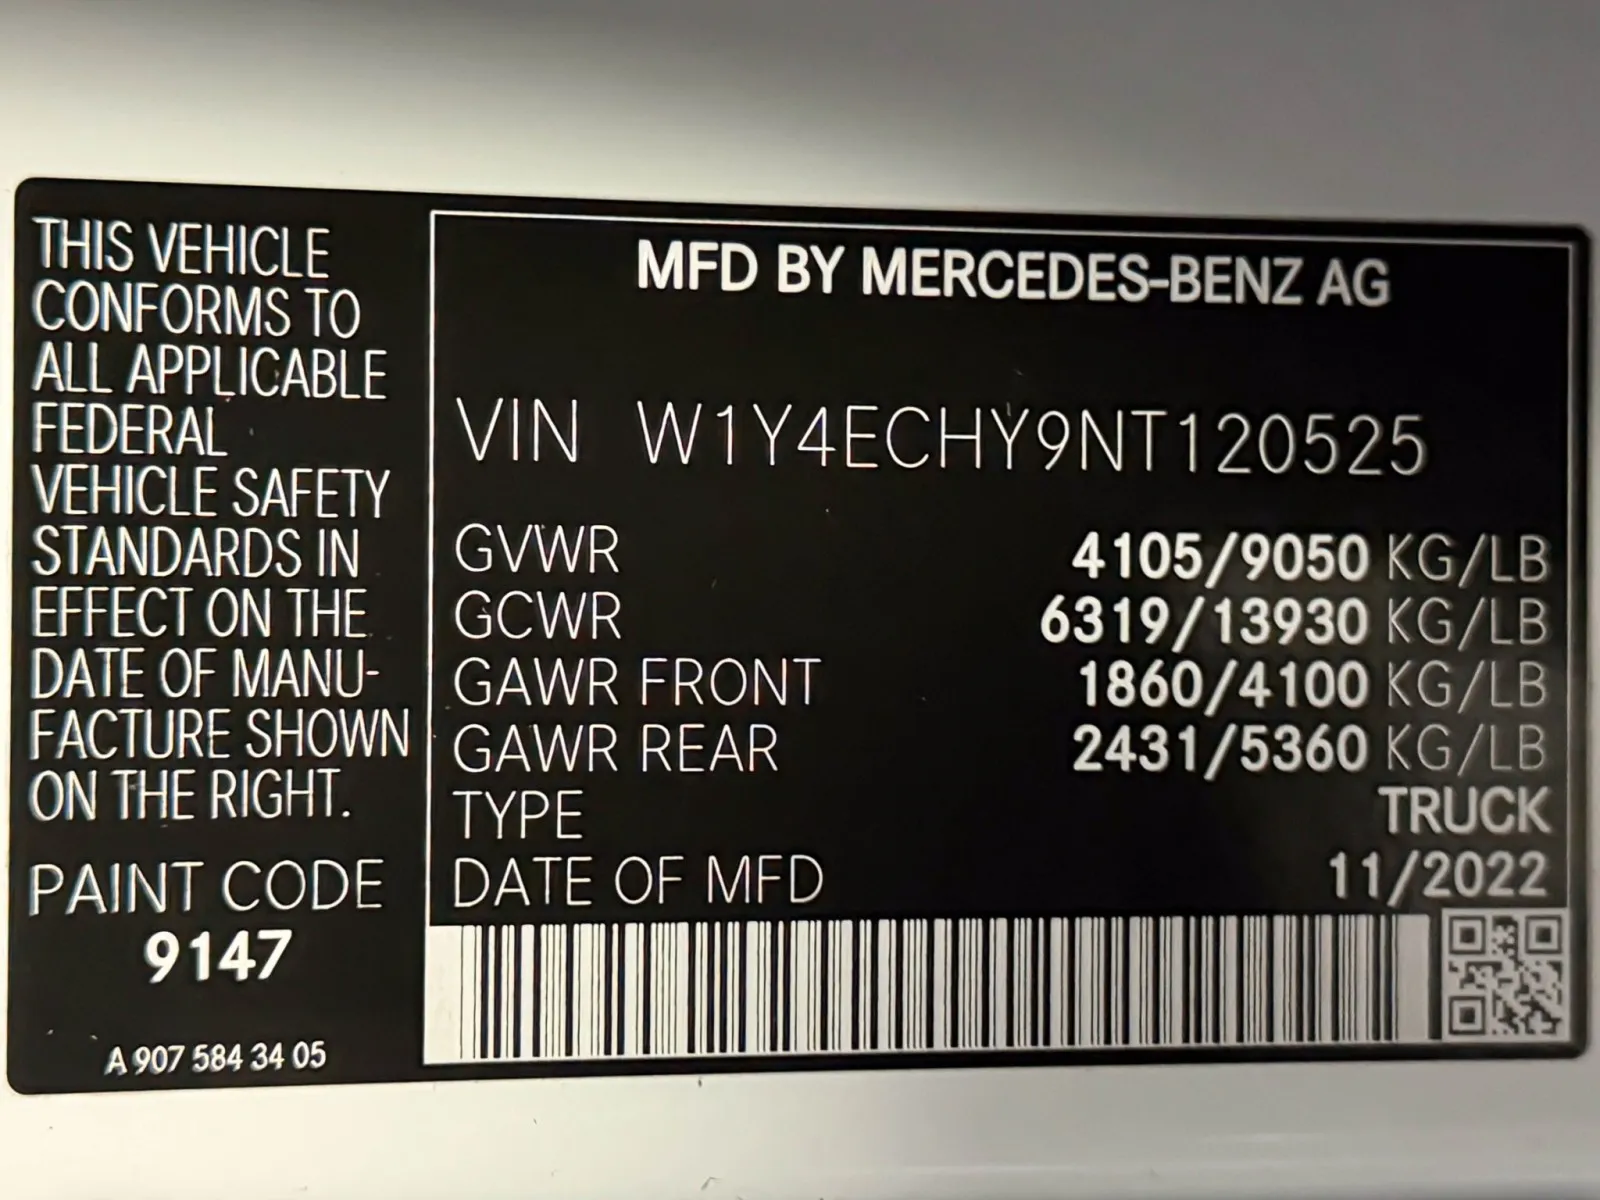 THIS VEHICLE
CONFORMS TO
ALL APPLICABLE
FEDERAL
VEHICLE SAFETY
STANDARDS IN
EFFECT ON THE
DATE OF MANU-
FACTURE SHOWN
ON THE RIGHT.
PAINT CODE
9147
A 907 584 34 05
MFD BY MERCEDES-BENZ AG
VIN W1Y4ECHY9NT120525
GVWR 4105/9050 KG/LB
GCWR 6319/13930 KG/LB
GAWR FRONT 1860/4100 KG/LB
GAWR REAR 2431/5360 KG/LB
TYPE TRUCK
DATE OF MFD 11/2022